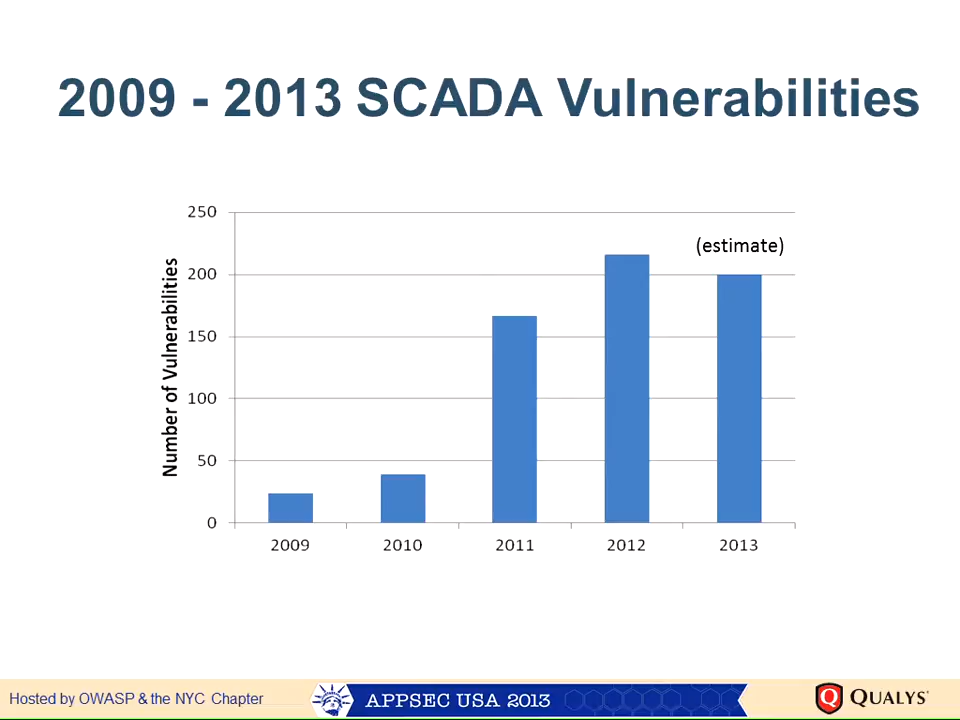 2009 - 2013 SCADA Vulnerabilities
250
(estimate)
200
150
100
50
0
Number of Vulnerabilities
2009 2010 2011 2012 2013
Hosted by OWASP & the NYC Chapter
APPSEC USA 2013
QUALYS